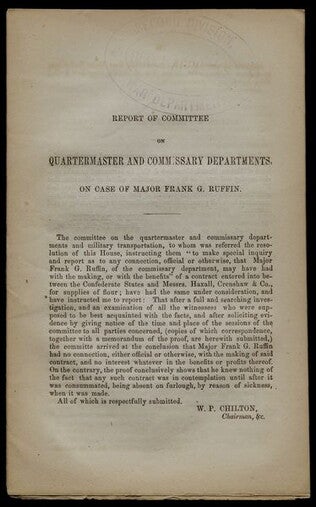 RECORD DIVISION,
WAR DEPARTMENT
REPORT OF COMMITTEE
ON
QUARTERMASTER AND COMMISSARY DEPARTMENTS,
ON CASE OF MAJOR FRANK G. RUFFIN.
The committee on the quartermaster and commissary depart-
ments and military transportation, to whom was referred the reso-
lution of this House, instructing them "to make special inquiry
and report as to any connection, official or otherwise, that Major
Frank G. Ruffin, of the commissary department, may have had
with the making, or with the benefits" of a contract entered into be-
tween the Confederate States and Messrs. Haxall, Crenshaw & Co.,
for supplies of flour; have had the same under consideration, and
have instructed me to report: That after a full and searching inves-
tigation, and an examination of all the witnesses who were sup-
posed to be best acquainted with the facts, and after soliciting evi-
dence by giving notice of the time and place of the sessions of the
committee to all parties concerned, (copies of which correspondence,
together with a memorandum of the proof, are herewith submitted,)
the committee arrived at the conclusion that Major Frank G. Ruffin
had no connection, either official or otherwise, with the making of said
contract, and no interest whatever in the benefits or profits thereof.
On the contrary, the proof conclusively shows that he knew nothing of
the fact that any such contract was in contemplation until after it
was consummated, being absent on furlough, by reason of sickness,
when it was made.
All of which is respectfully submitted.
W. P. CHILTON,
Chairman, &c.